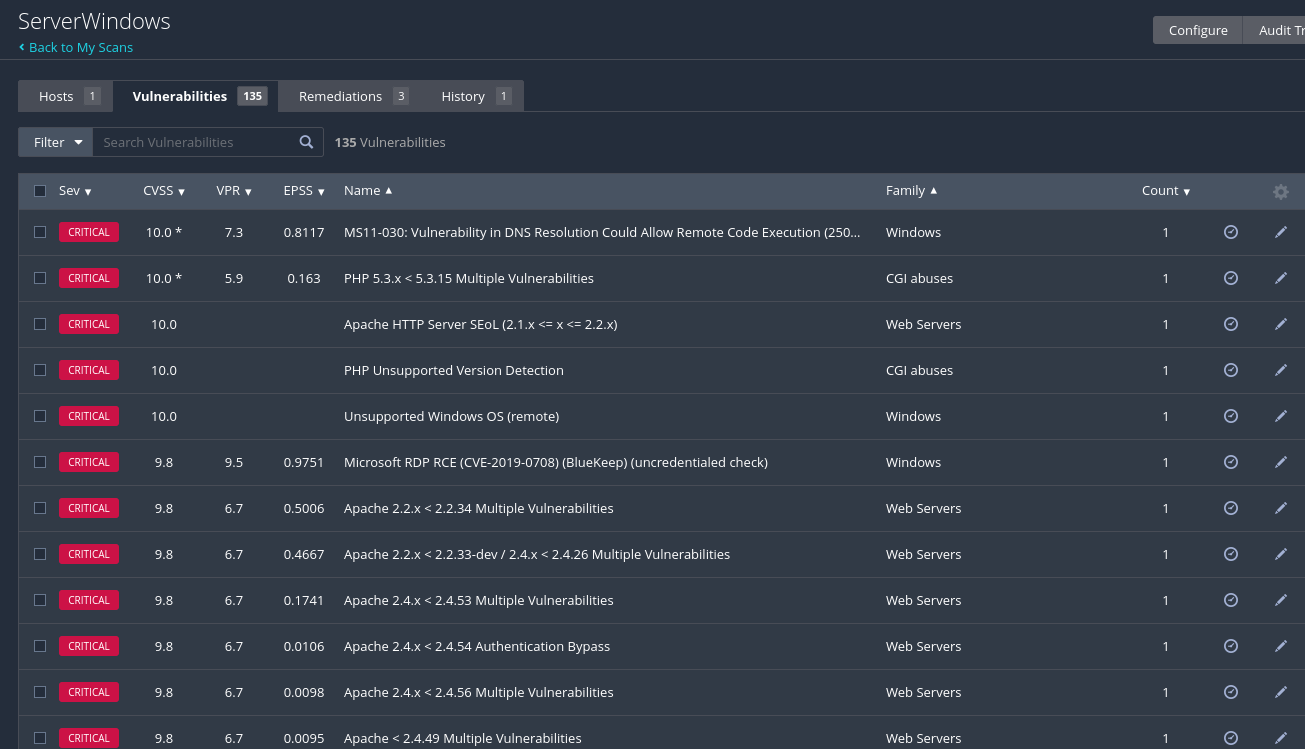 ServerWindows
Back to My Scans
Configure Audit Tr
Hosts 1 Vulnerabilities 135 Remediations 3 History 1
Filter Search Vulnerabilities 135 Vulnerabilities
Sev CVSS VPR EPSS Name Family Count
CRITICAL 10.0 * 7.3 0.8117 MS11-030: Vulnerability in DNS Resolution Could Allow Remote Code Execution (250... Windows 1
CRITICAL 10.0 * 5.9 0.163 PHP 5.3.x < 5.3.15 Multiple Vulnerabilities CGI abuses 1
CRITICAL 10.0 Apache HTTP Server SEoL (2.1.x <= x <= 2.2.x) Web Servers 1
CRITICAL 10.0 PHP Unsupported Version Detection CGI abuses 1
CRITICAL 10.0 Unsupported Windows OS (remote) Windows 1
CRITICAL 9.8 9.5 0.9751 Microsoft RDP RCE (CVE-2019-0708) (BlueKeep) (uncredentialed check) Windows 1
CRITICAL 9.8 6.7 0.5006 Apache 2.2.x < 2.2.34 Multiple Vulnerabilities Web Servers 1
CRITICAL 9.8 6.7 0.4667 Apache 2.2.x < 2.2.33-dev / 2.4.x < 2.4.26 Multiple Vulnerabilities Web Servers 1
CRITICAL 9.8 6.7 0.1741 Apache 2.4.x < 2.4.53 Multiple Vulnerabilities Web Servers 1
CRITICAL 9.8 6.7 0.0106 Apache 2.4.x < 2.4.54 Authentication Bypass Web Servers 1
CRITICAL 9.8 6.7 0.0098 Apache 2.4.x < 2.4.56 Multiple Vulnerabilities Web Servers 1
CRITICAL 9.8 6.7 0.0095 Apache < 2.4.49 Multiple Vulnerabilities Web Servers 1